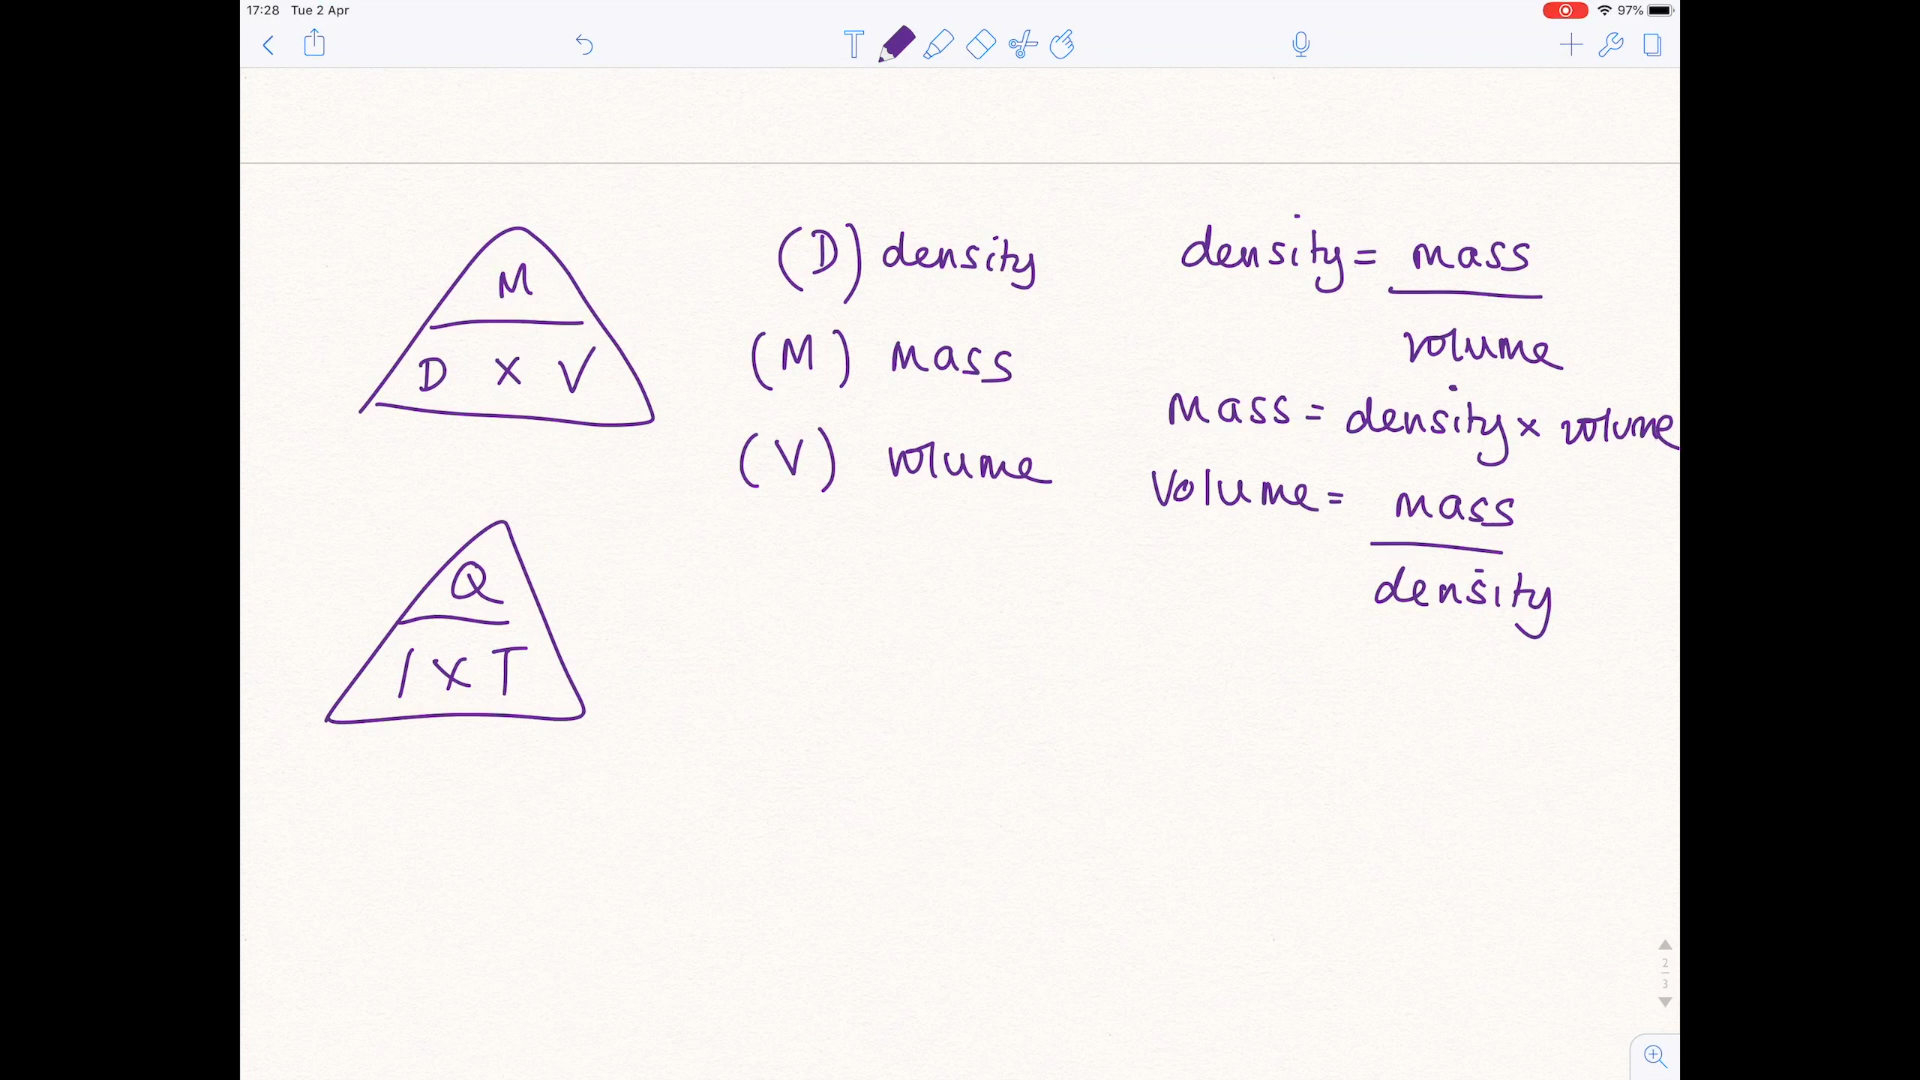 17:28 Tue 2 Apr
97%
T
M
D x V
(D) density
(M) mass
(V) volume
density = mass
volume
mass = density x volume
Volume = mass
density
Q
I x T
2
3